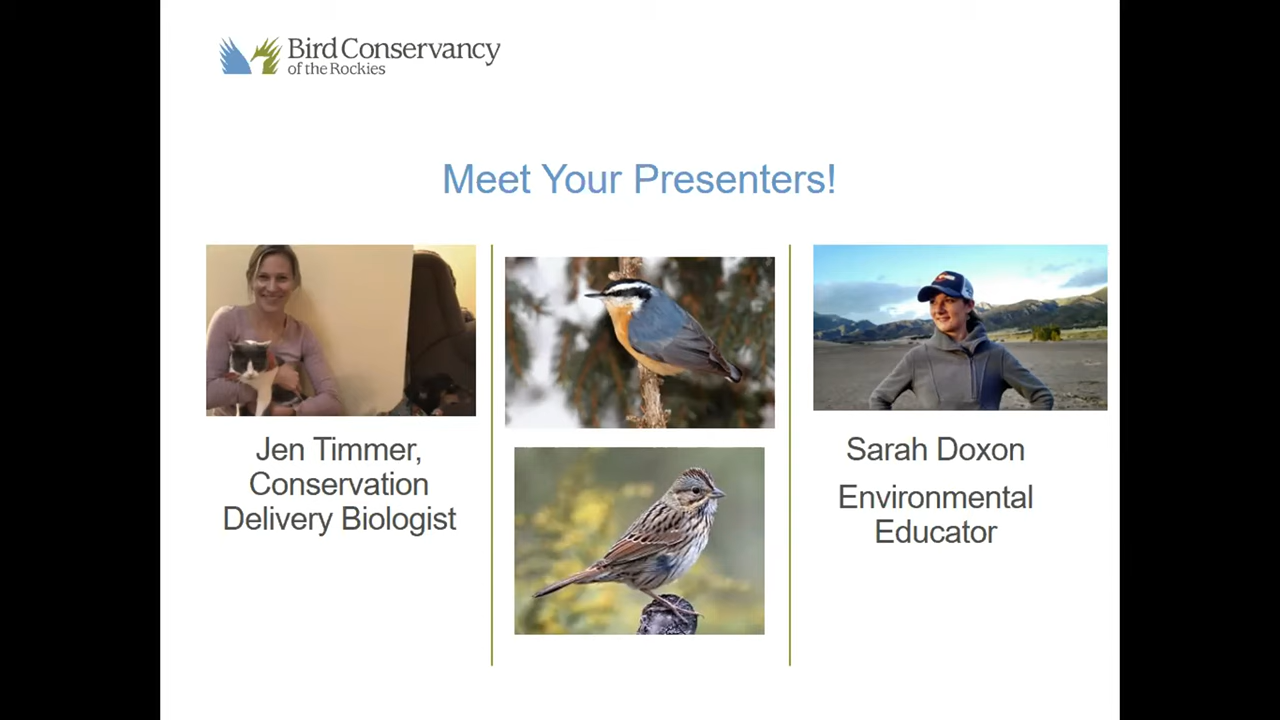 Bird Conservancy
of the Rockies
Meet Your Presenters!
Jen Timmer,
Conservation
Delivery Biologist
Sarah Doxon
Environmental
Educator